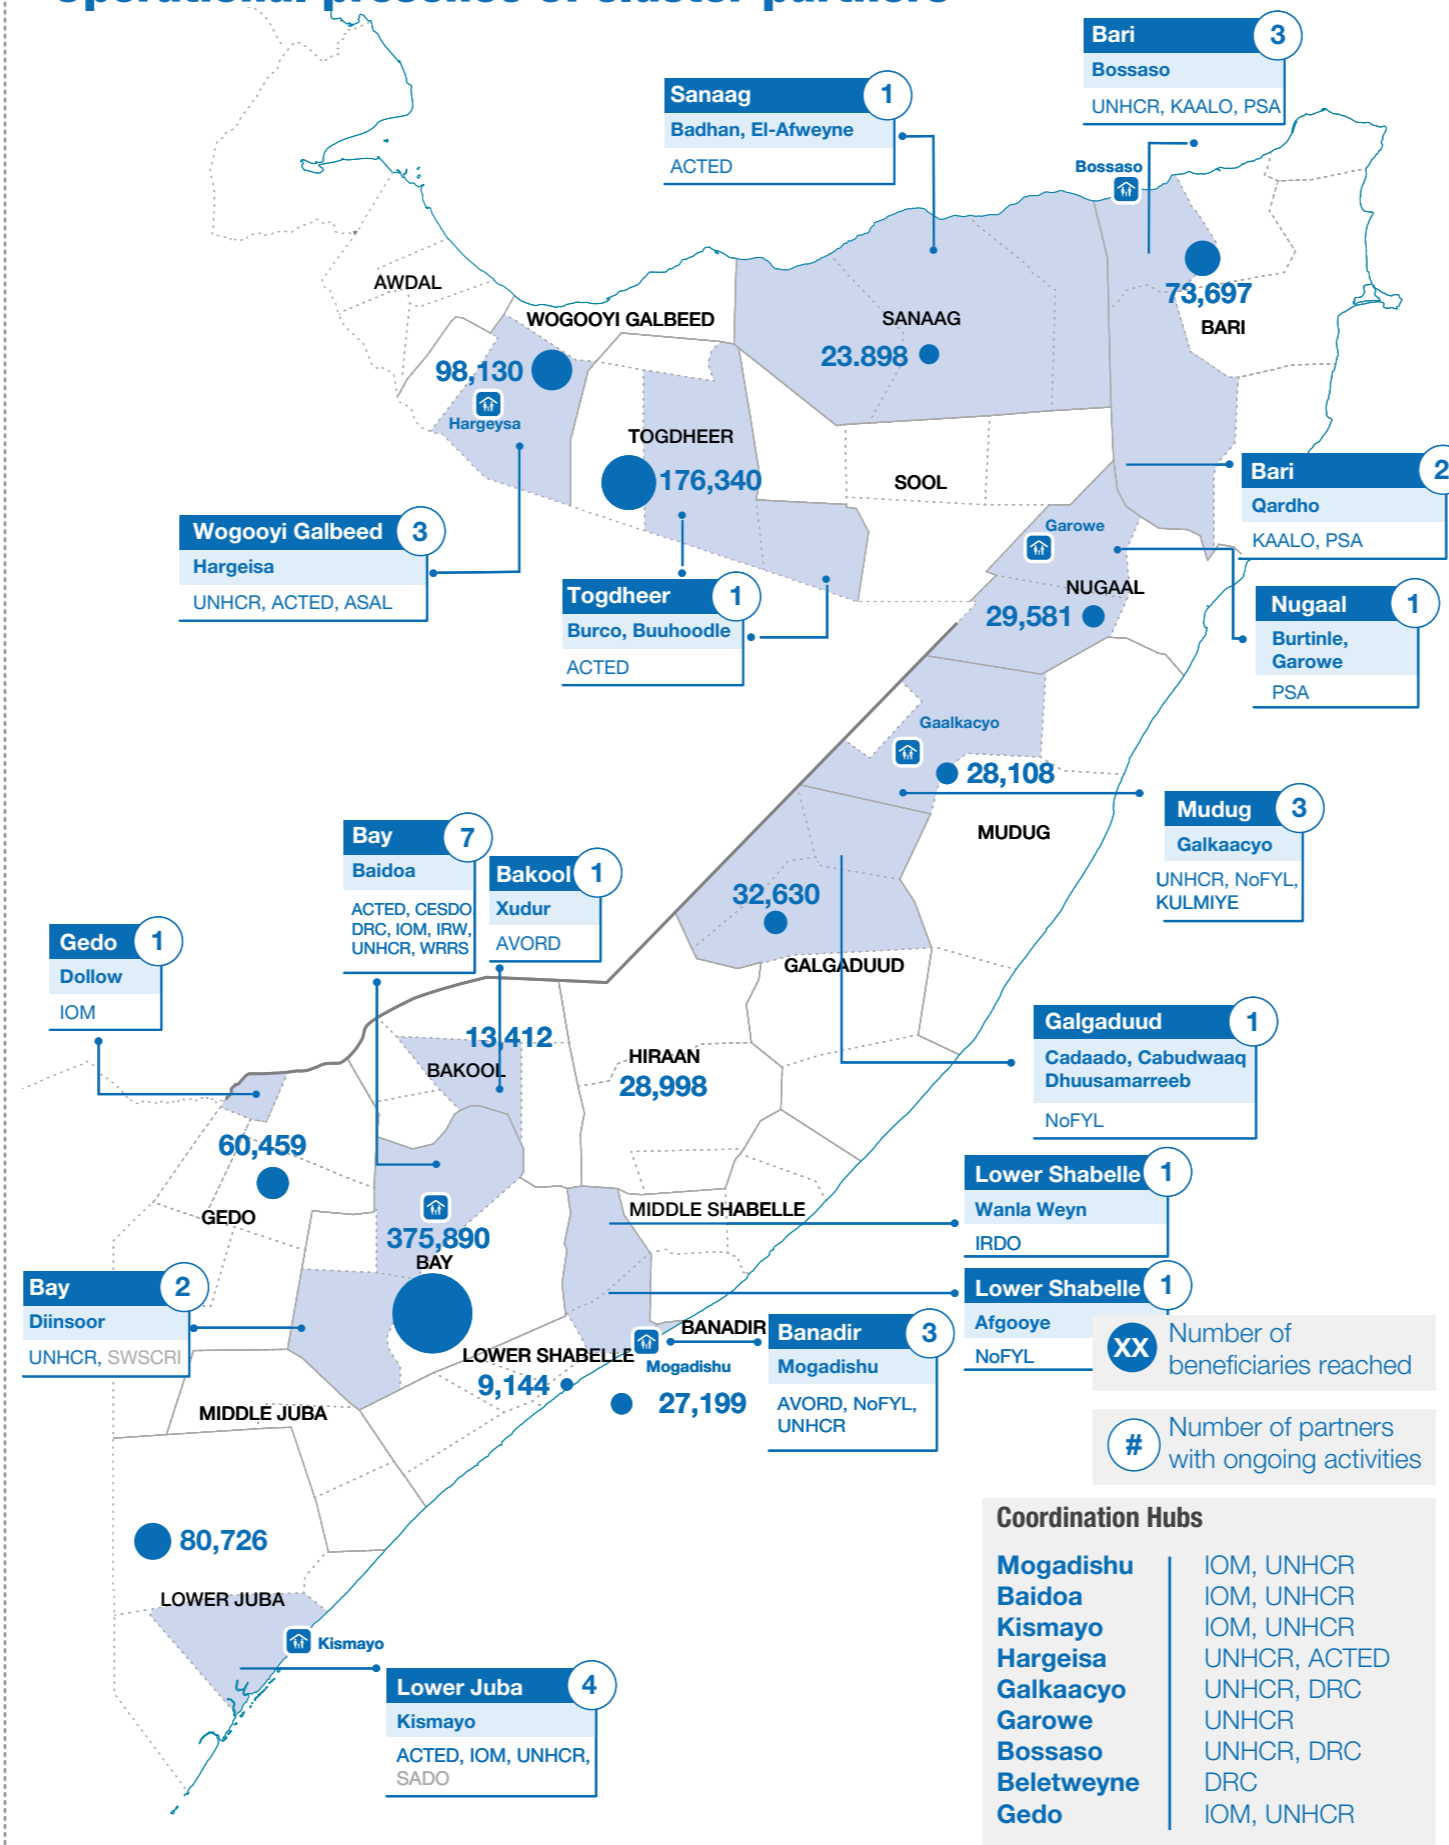 Operational presence of cluster partners
Bari 3
Bossaso
UNHCR, KAALO, PSA
Sanaag 1
Badhan, El-Afweyne
ACTED
Bossaso
73,697
BARI
AWDAL
WOGOOYI GALBEED
SANAAG
23.898
98,130
Hargeysa
TOGDHEER
176,340
SOOL
Bari 2
Qardho
KAALO, PSA
Wogooyi Galbeed 3
Hargeisa
UNHCR, ACTED, ASAL
Garowe
NUGAAL
29,581
Togdheer 1
Burco, Buuhoodle
ACTED
Nugaal 1
Burtinle,
Garowe
PSA
Gaalkacyo
28,108
MUDUG
Mudug 3
Galkaacyo
UNHCR, NoFYL,
KULMIYE
Bay 7
Baidoa
ACTED, CESDO
DRC, IOM, IRW,
UNHCR, WRRS
Bakool 1
Xudur
AVORD
32,630
GALGADUUD
Gedo 1
Dollow
IOM
Galgaduud 1
Cadaado, Cabudwaaq
Dhuusamarreeb
NoFYL
13,412
BAKOOL
HIRAAN
28,998
60,459
GEDO
Lower Shabelle 1
Wanla Weyn
IRDO
MIDDLE SHABELLE
375,890
BAY
Bay 2
Diinsoor
UNHCR, SWSCRI
Lower Shabelle 1
Afgooye
NoFYL
BANADIR
Mogadishu
27,199
Banadir 3
Mogadishu
AVORD, NoFYL,
UNHCR
LOWER SHABELLE
9,144
MIDDLE JUBA
XX Number of
beneficiaries reached
# Number of partners
with ongoing activities
80,726
LOWER JUBA
Kismayo
Lower Juba 4
Kismayo
ACTED, IOM, UNHCR,
SADO
Coordination Hubs
Mogadishu IOM, UNHCR
Baidoa IOM, UNHCR
Kismayo IOM, UNHCR
Hargeisa UNHCR, ACTED
Galkaacyo UNHCR, DRC
Garowe UNHCR
Bossaso UNHCR, DRC
Beletweyne DRC
Gedo IOM, UNHCR